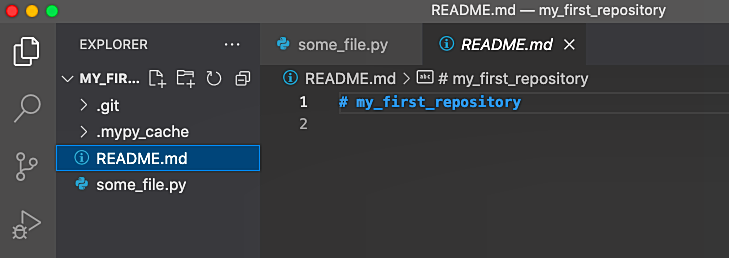 README.md — my_first_repository
EXPLORER ···
MY_FIR...
.git
.mypy_cache
README.md
some_file.py
some_file.py README.md
README.md > abc # my_first_repository
1 # my_first_repository
2